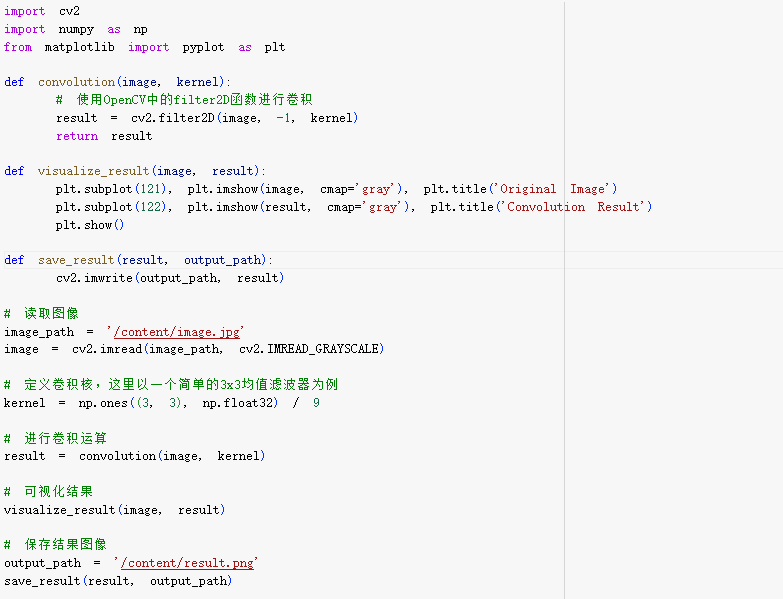 import cv2
import numpy as np
from matplotlib import pyplot as plt
def convolution(image, kernel):
# 使用OpenCV中的filter2D函数进行卷积
result = cv2.filter2D(image, -1, kernel)
return result
def visualize_result(image, result):
plt.subplot(121), plt.imshow(image, cmap='gray'), plt.title('Original Image')
plt.subplot(122), plt.imshow(result, cmap='gray'), plt.title('Convolution Result')
plt.show()
def save_result(result, output_path):
cv2.imwrite(output_path, result)
# 读取图像
image_path = '/content/image.jpg'
image = cv2.imread(image_path, cv2.IMREAD_GRAYSCALE)
# 定义卷积核，这里以一个简单的3x3均值滤波器为例
kernel = np.ones((3, 3), np.float32) / 9
# 进行卷积运算
result = convolution(image, kernel)
# 可视化结果
visualize_result(image, result)
# 保存结果图像
output_path = '/content/result.png'
save_result(result, output_path)